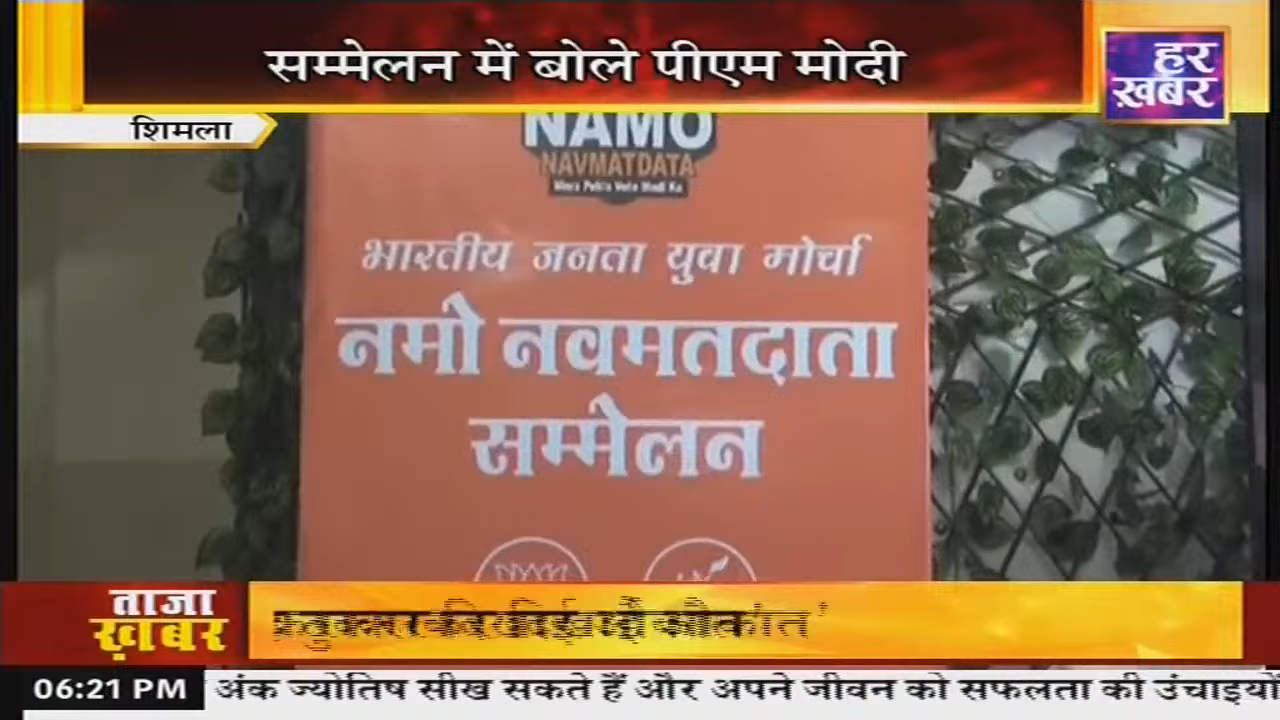 सम्मेलन में बोले पीएम मोदी
हर
ख़बर
शिमला
NAMO
NAVMATDATA
Mera Pehla Vote Modi Ka
भारतीय जनता युवा मोर्चा
नमो नवमतदाता
सम्मेलन
ताजा
ख़बर
06:21 PM
अंक ज्योतिष सीख सकते हैं और अपने जीवन को सफलता की उंचाइयों